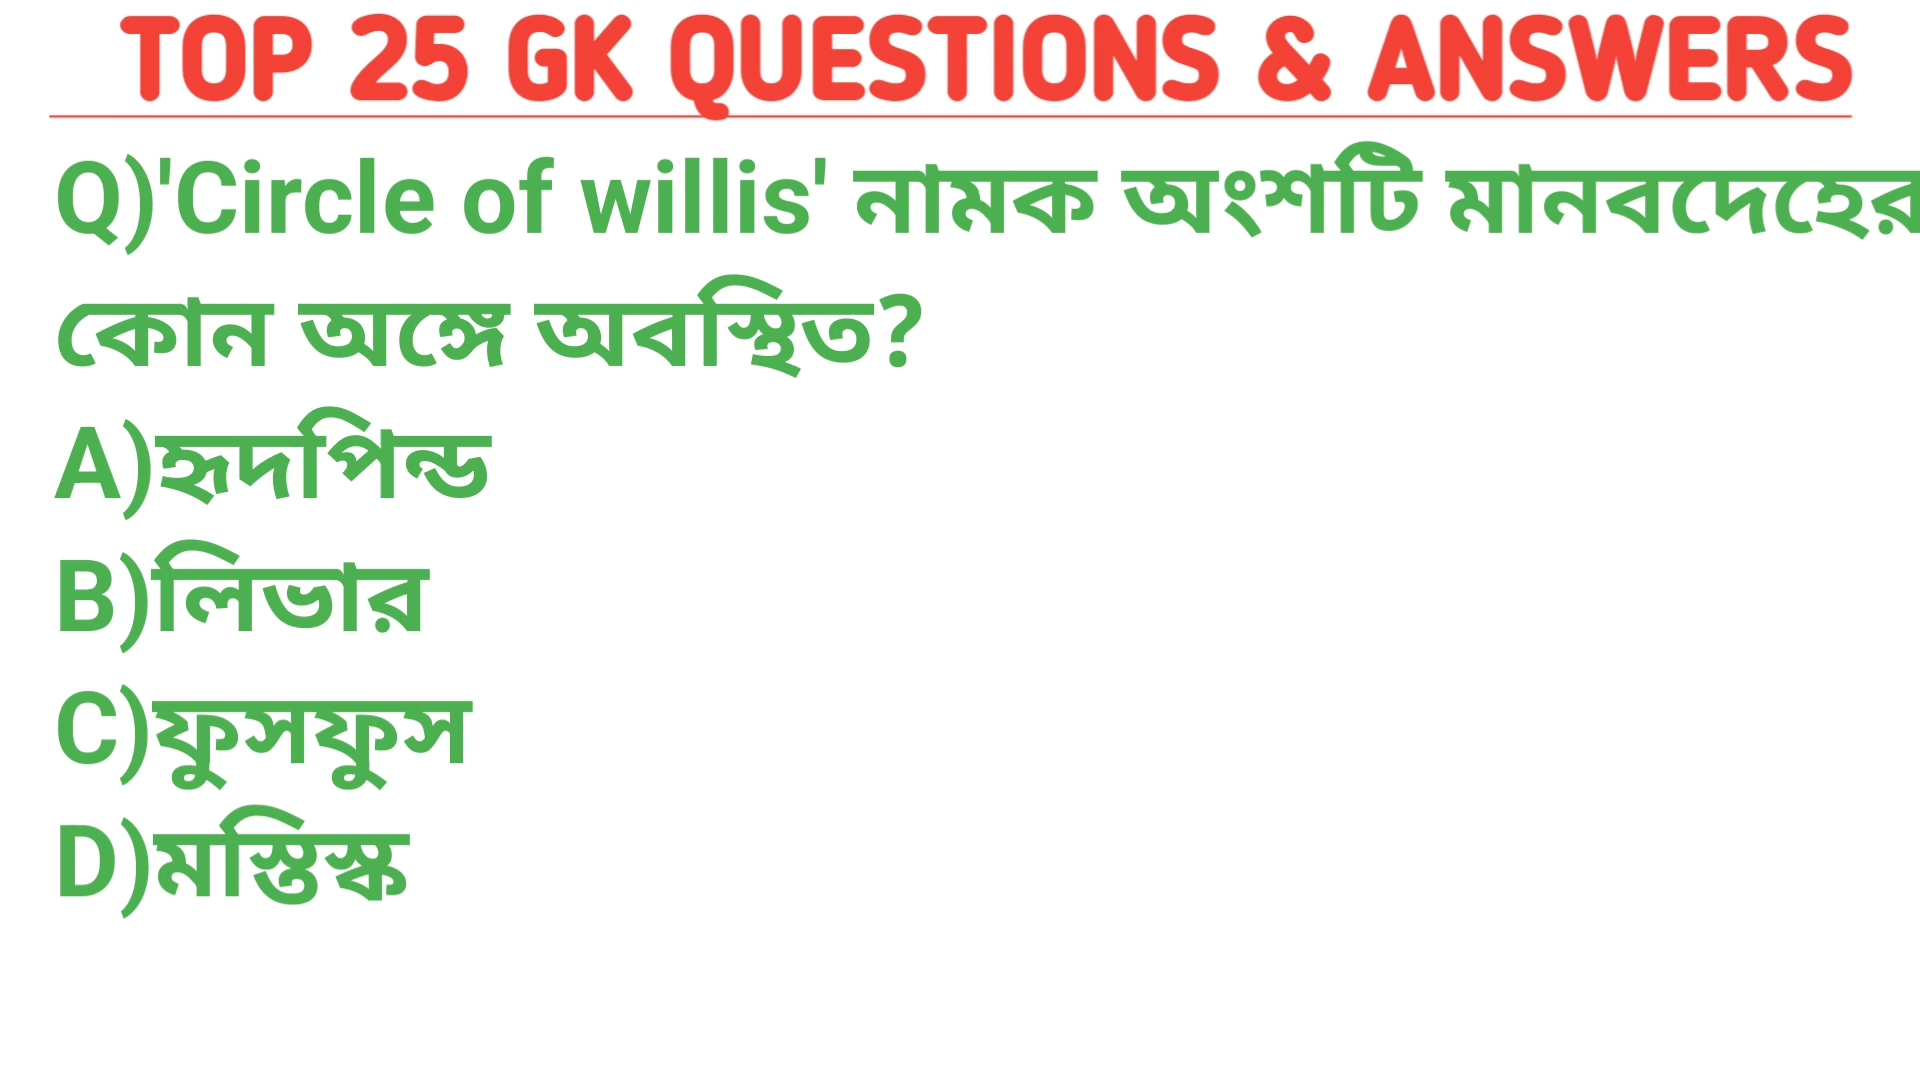 TOP 25 GK QUESTIONS & ANSWERS
Q)'Circle of willis' নামক অংশটি মানবদেহের
কোন অঙ্গে অবস্থিত?
A)হৃদপিন্ড
B)লিভার
C)ফুসফুস
D)মস্তিস্ক